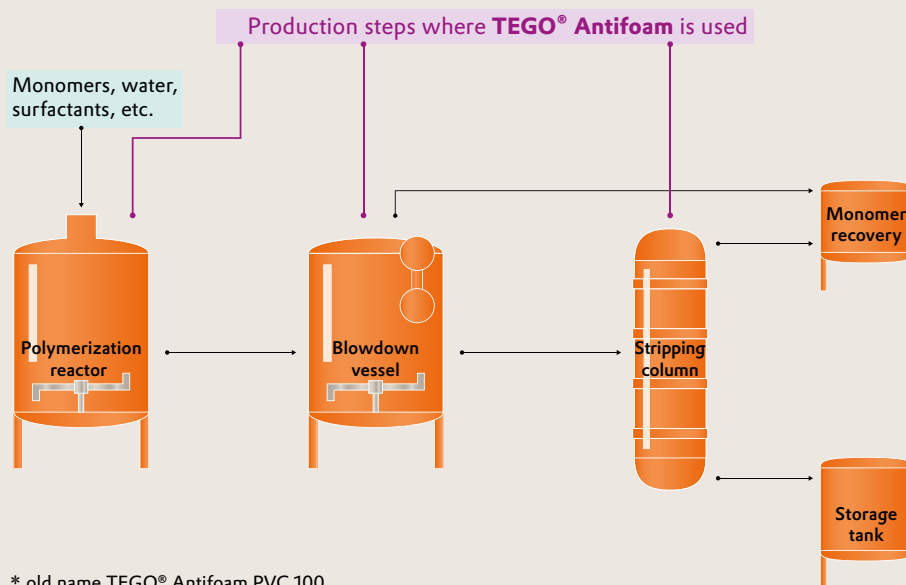 Production steps where TEGO® Antifoam is used
Monomers, water,
surfactants, etc.
Monomer
recovery
Polymerization
reactor
Blowdown
vessel
Stripping
column
Storage
tank
* old name TEGO® Antifoam PVC 100